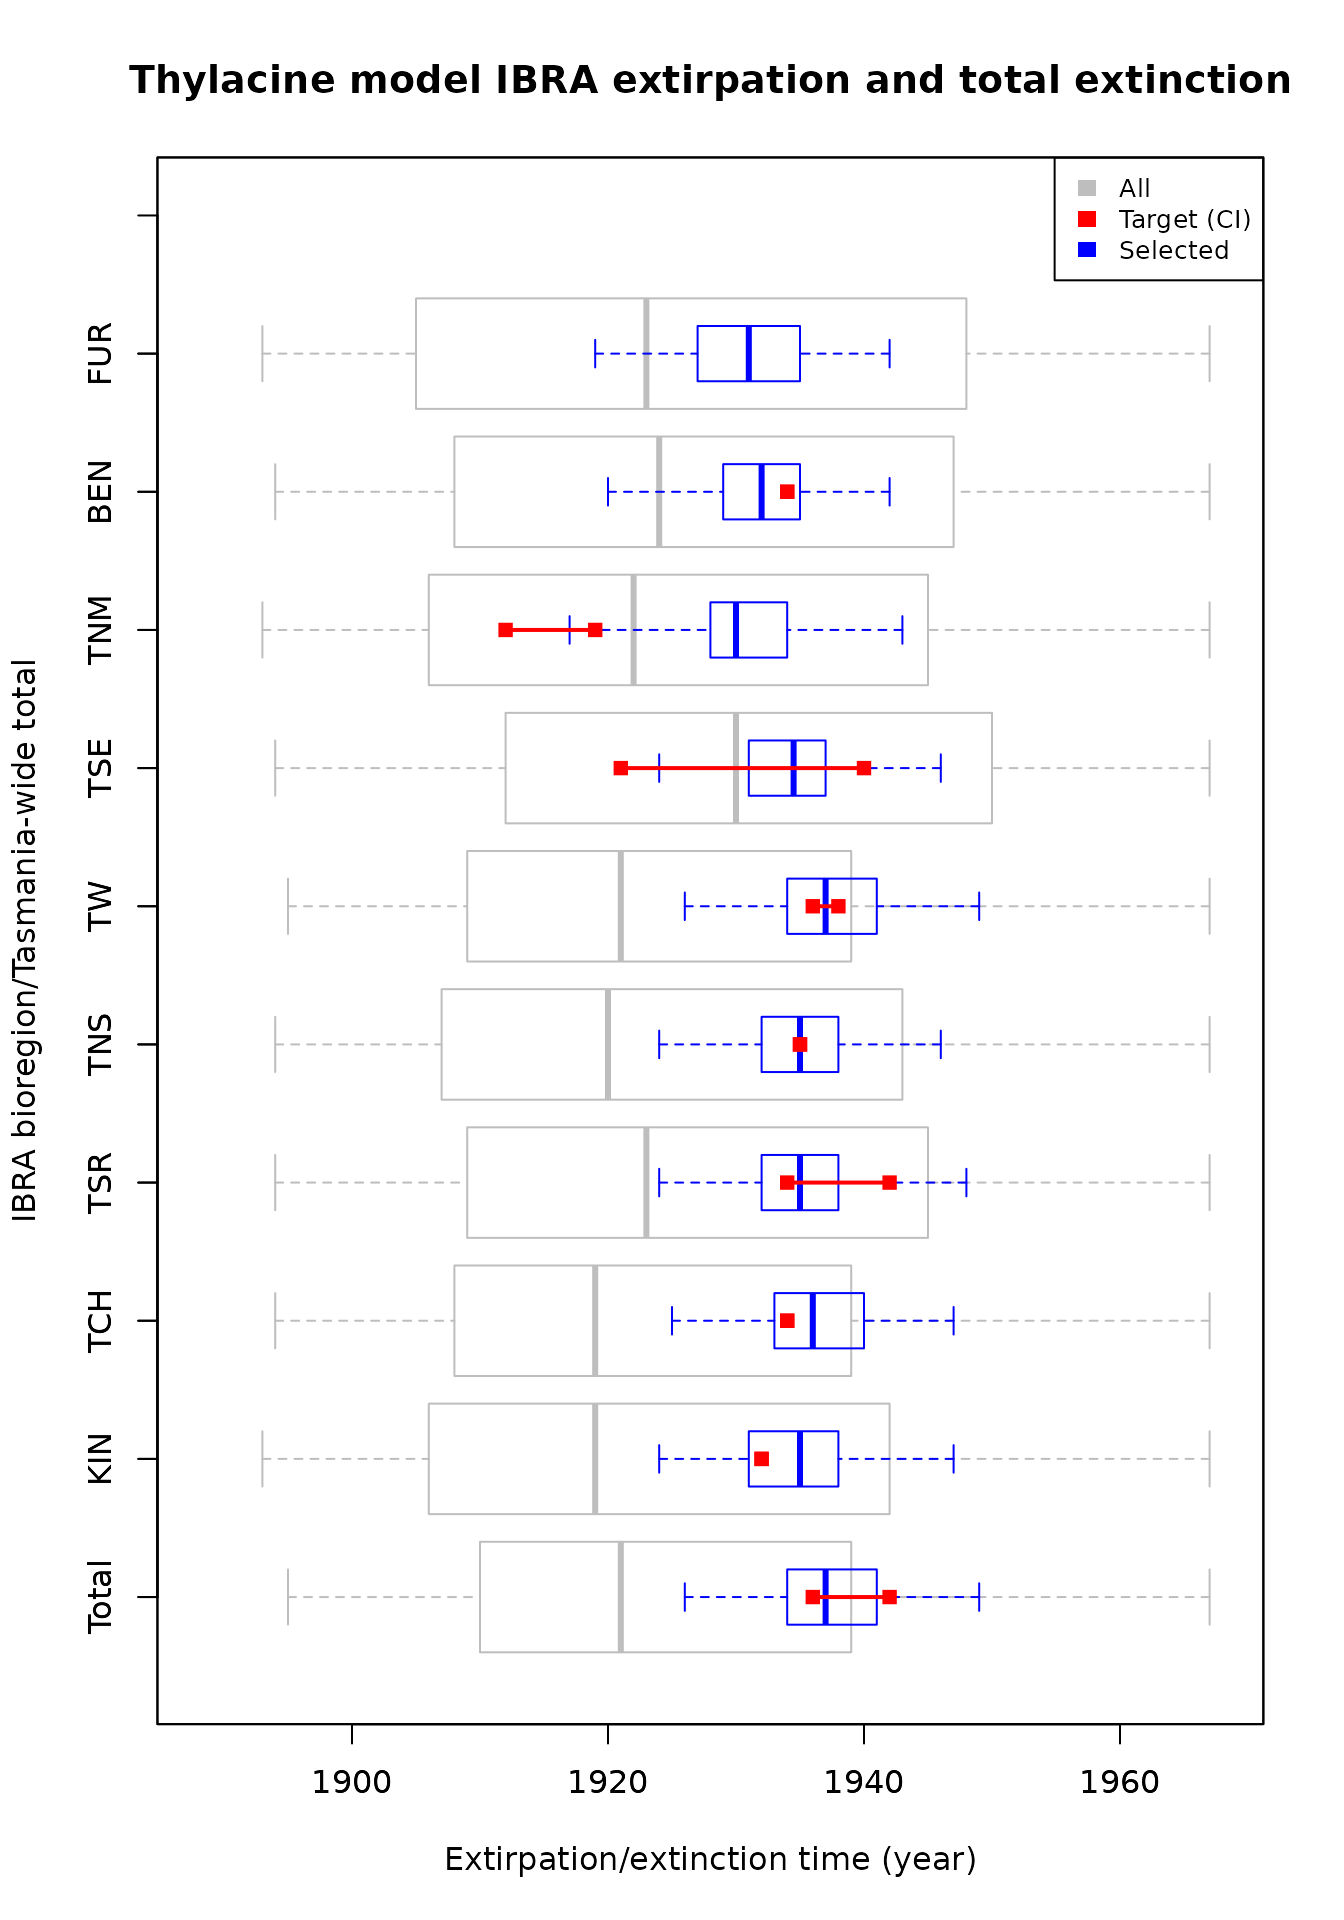 Thylacine model IBRA extirpation and total extinction
All
Target (CI)
Selected
IBRA bioregion/Tasmania-wide total
FUR
BEN
TNM
TSE
TW
TNS
TSR
TCH
KIN
Total
1900 1920 1940 1960
Extirpation/extinction time (year)